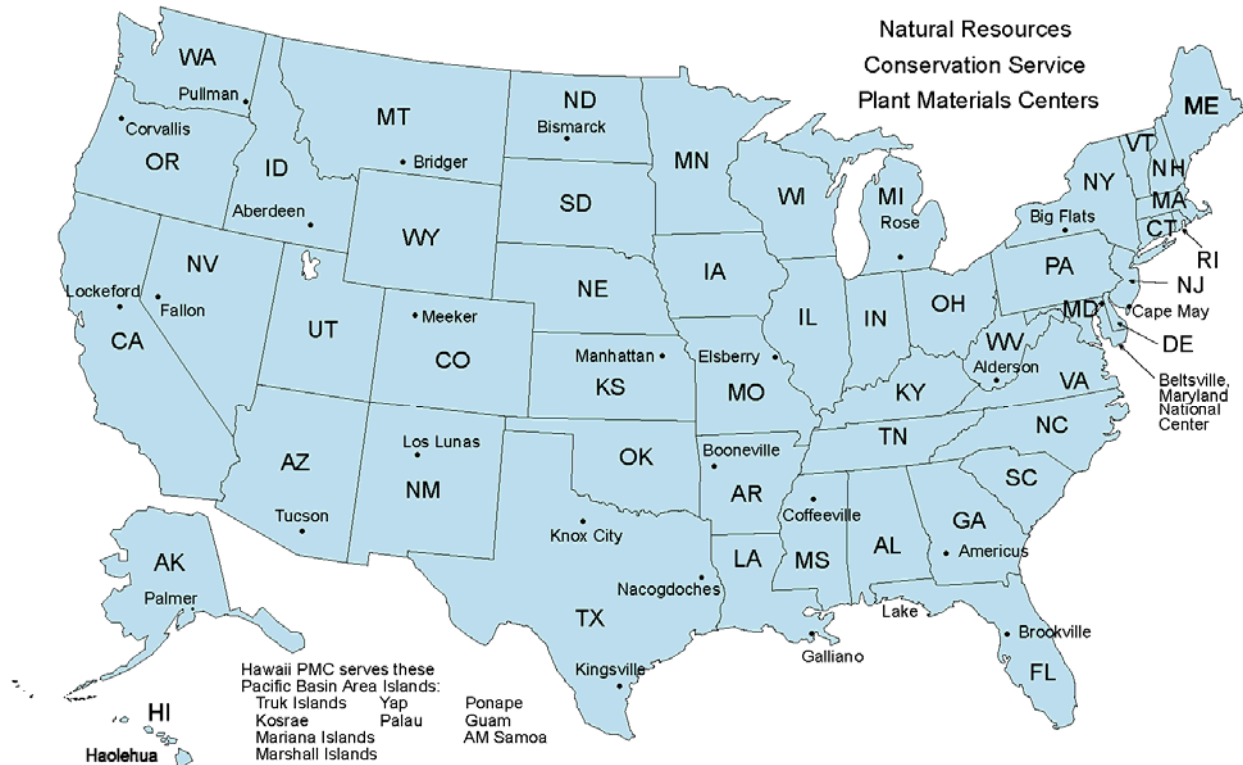 Natural Resources
Conservation Service
Plant Materials Centers
WA
Pullman
Corvallis
OR
ID
Aberdeen
MT
Bridger
ND
Bismarck
MN
SD
WY
WI
MI
Rose
ME
VT
NH
NY
Big Flats
MA
CT
RI
PA
NJ
Cape May
MD
DE
Beltsville,
Maryland
National
Center
NV
Lockeford
Fallon
CA
UT
Meeker
CO
NE
IA
Manhattan
KS
Elsberry
MO
IL
IN
OH
WV
Alderson
VA
KY
NC
TN
SC
AZ
Tucson
Los Lunas
NM
OK
Booneville
AR
Knox City
Nacogdoches
TX
Kingsville
LA
Coffeeville
MS
AL
GA
Americus
Lake
Galliano
Brookville
FL
AK
Palmer
HI
Haolehua
Hawaii PMC serves these
Pacific Basin Area Islands:
Truk Islands Yap Ponape
Kosrae Palau Guam
Mariana Islands AM Samoa
Marshall Islands